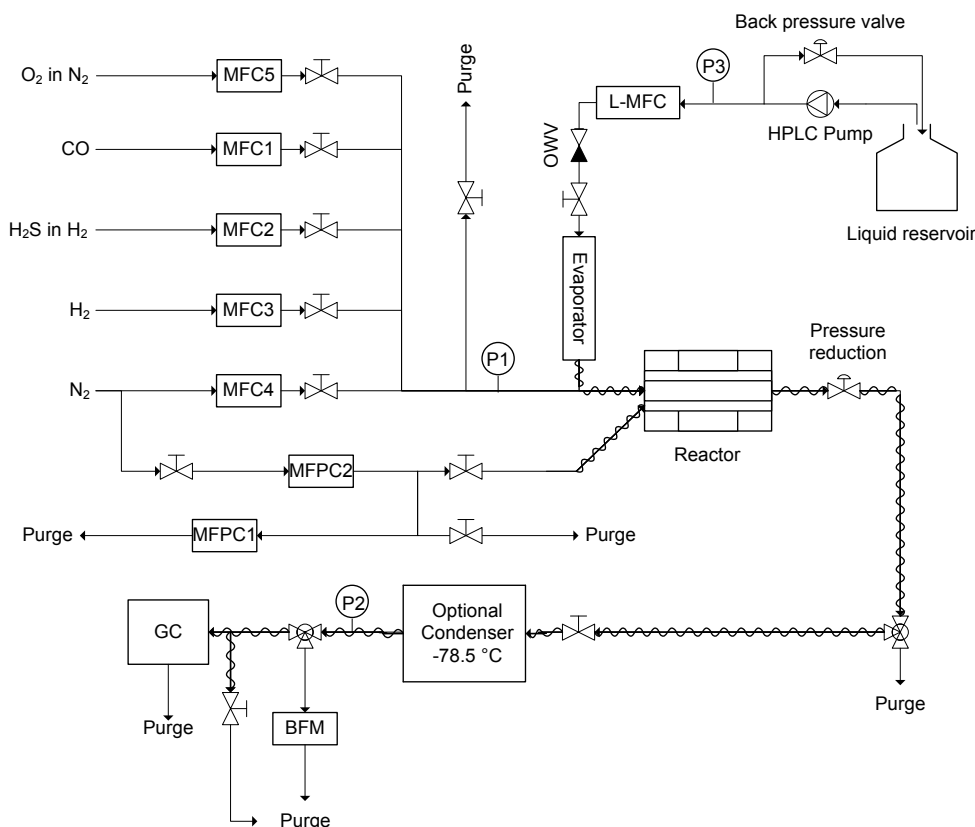 Back pressure valve
O2 in N2
MFC5
Purge
P3
L-MFC
HPLC Pump
CO
MFC1
OWV
H2S in H2
MFC2
Liquid reservoir
Evaporator
H2
MFC3
Pressure
reduction
P1
N2
MFC4
Reactor
MFPC2
Purge
MFPC1
Purge
P2
GC
Optional
Condenser
-78.5 °C
Purge
Purge
BFM
Purge